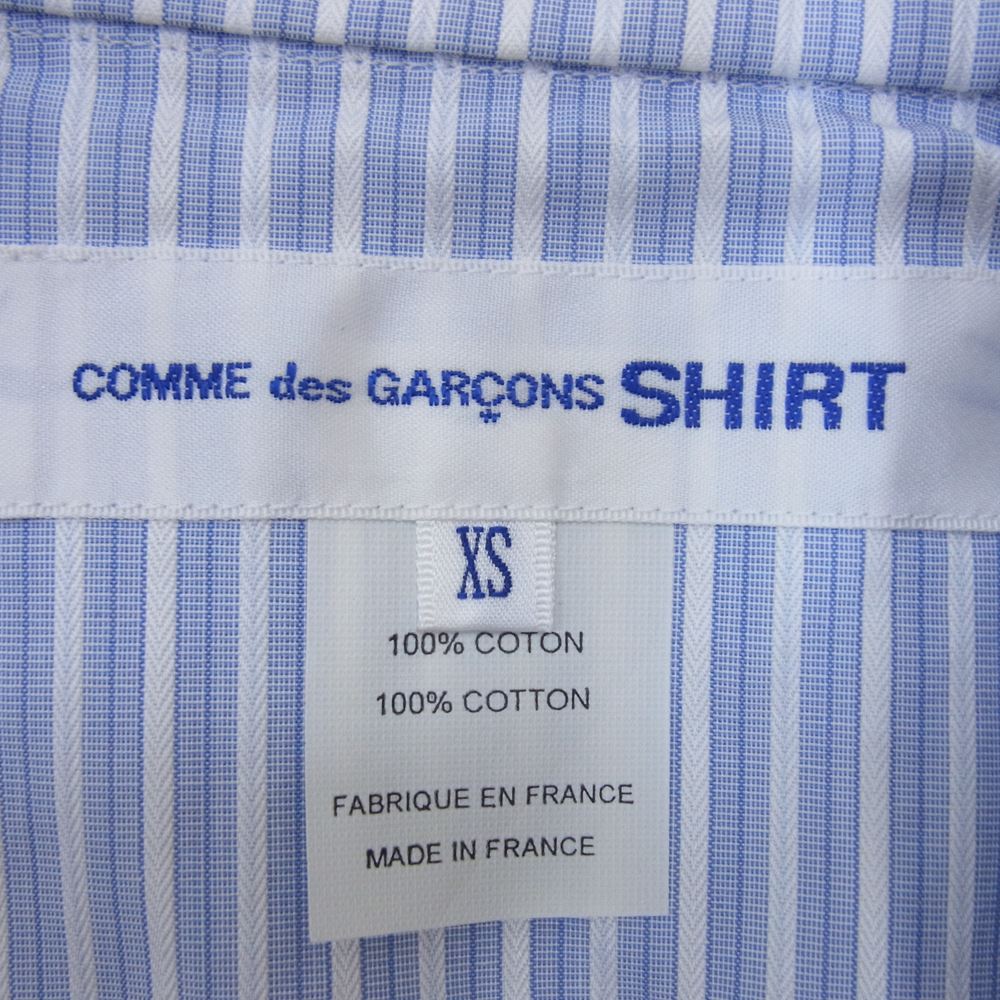 COMME des GARÇONS SHIRT
XS
100% COTON
100% COTTON
FABRIQUE EN FRANCE
MADE IN FRANCE